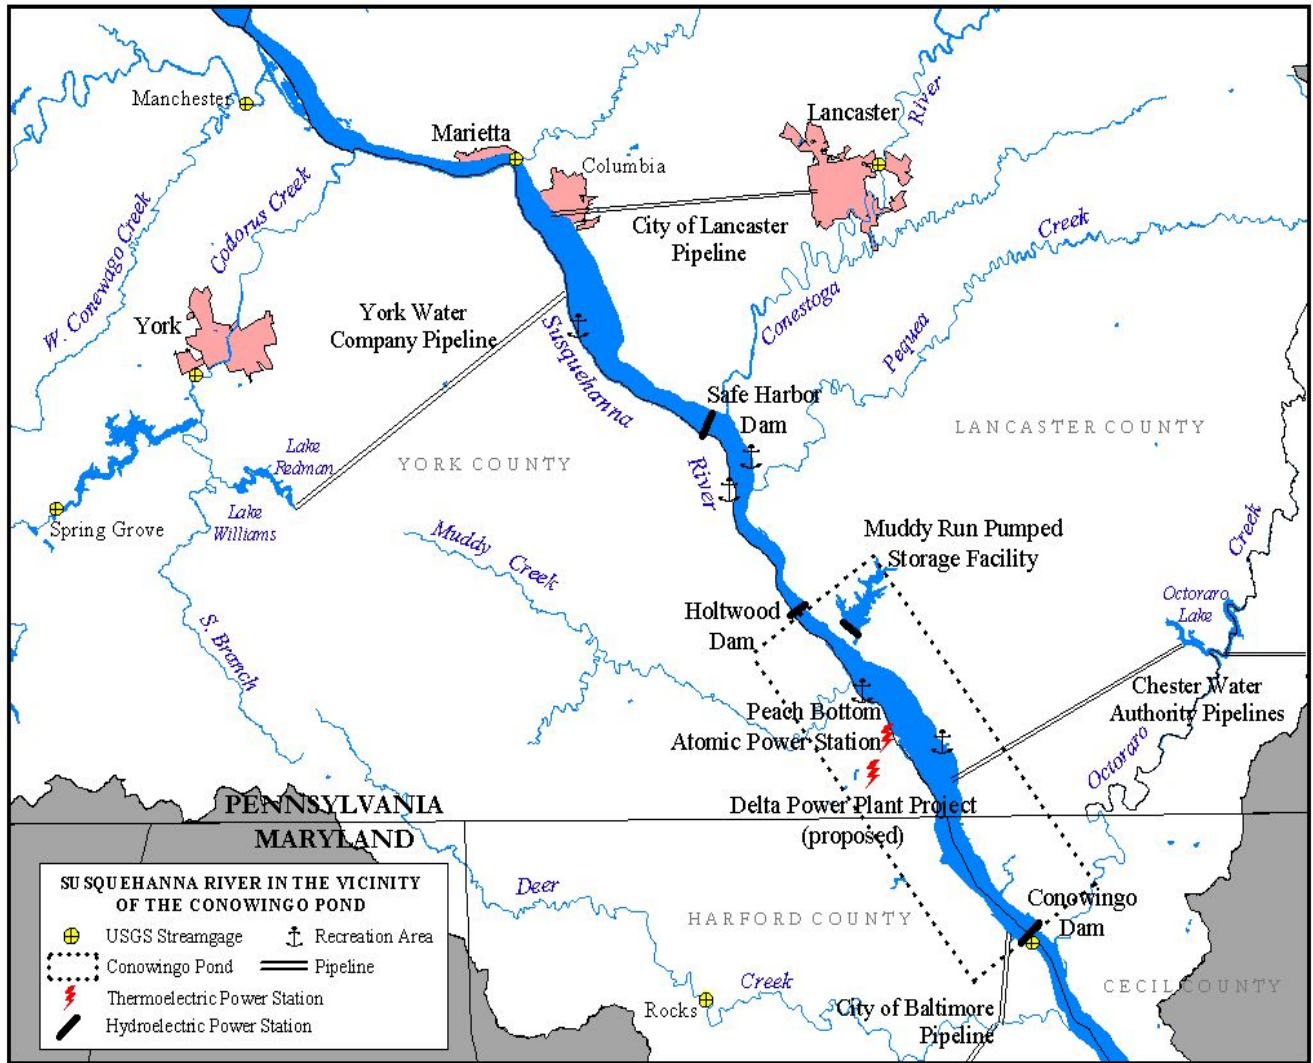 Manchester
Marietta
Lancaster
River
Columbia
City of Lancaster
Pipeline
W. Conewago Creek
Codorus Creek
Creek
York
York Water
Company Pipeline
Conestoga
Pequea
Susquehanna
River
Safe Harbor
Dam
LANCASTER COUNTY
Lake
Redman
YORK COUNTY
Lake
Williams
Spring Grove
Muddy Creek
Muddy Run Pumped
Storage Facility
Creek
Octoraro
Lake
Holtwood
Dam
S. Branch
Chester Water
Authority Pipelines
Peach Bottom
Atomic Power Station
Octoraro
Delta Power Plant Project
(proposed)
PENNSYLVANIA
MARYLAND
SUSQUEHANNA RIVER IN THE VICINITY
OF THE CONOWINGO POND
USGS Streamgage
Recreation Area
Conowingo Pond
Pipeline
Thermoelectric Power Station
Hydroelectric Power Station
Deer
HARFORD COUNTY
Conowingo
Dam
Creek
CECIL COUNTY
Rocks
City of Baltimore
Pipeline